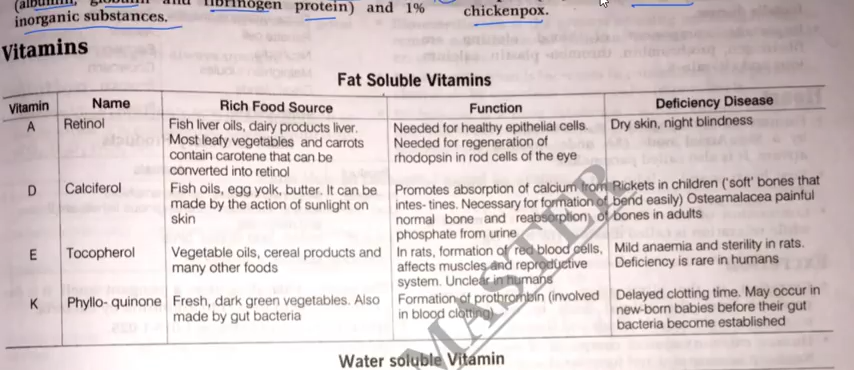 (albumin, globulin and fibrinogen protein) and 1%
inorganic substances.
chickenpox.
Vitamins
Fat Soluble Vitamins
Vitamin Name Rich Food Source Function Deficiency Disease
A Retinol Fish liver oils, dairy products liver. Needed for healthy epithelial cells. Dry skin, night blindness
Most leafy vegetables and carrots Needed for regeneration of
contain carotene that can be rhodopsin in rod cells of the eye
converted into retinol
D Calciferol Fish oils, egg yolk, butter. It can be Promotes absorption of calcium from Rickets in children ('soft' bones that
made by the action of sunlight on intes- tines. Necessary for formation of bend easily) Osteamalacea painful
skin normal bone and reabsorption of bones in adults
phosphate from urine
E Tocopherol Vegetable oils, cereal products and In rats, formation of red blood cells, Mild anaemia and sterility in rats.
many other foods affects muscles and reproductive Deficiency is rare in humans
system. Unclear in humans
K Phyllo- quinone Fresh, dark green vegetables. Also Formation of prothrombin (involved Delayed clotting time. May occur in
made by gut bacteria in blood clotting) new-born babies before their gut
bacteria become established
MASTER
Water soluble Vitamin